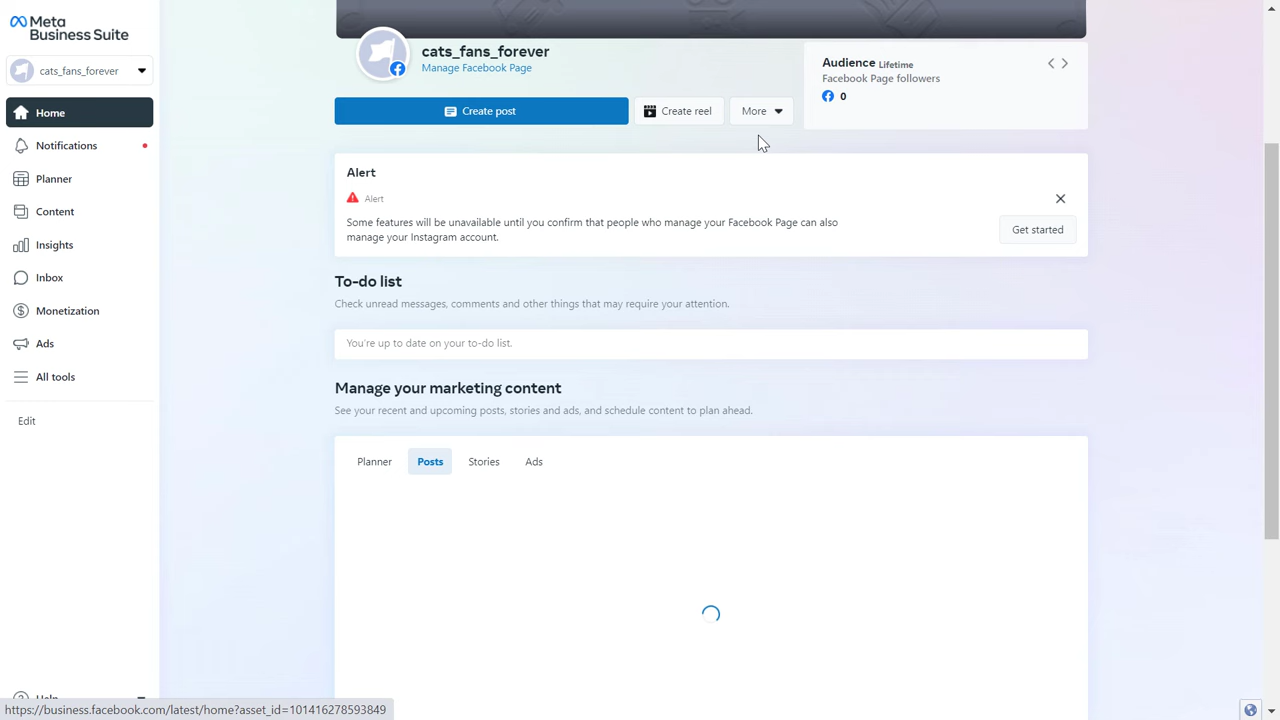 Meta
Business Suite
cats_fans_forever
Home
Notifications
Planner
Content
Insights
Inbox
Monetization
Ads
All tools
Edit
cats_fans_forever
Manage Facebook Page
Create post
Create reel
More
Audience Lifetime
Facebook Page followers
0
Alert
Alert
Some features will be unavailable until you confirm that people who manage your Facebook Page can also
manage your Instagram account.
Get started
To-do list
Check unread messages, comments and other things that may require your attention.
You're up to date on your to-do list.
Manage your marketing content
See your recent and upcoming posts, stories and ads, and schedule content to plan ahead.
Planner
Posts
Stories
Ads
Help
https://business.facebook.com/latest/home?asset_id=101416278593849